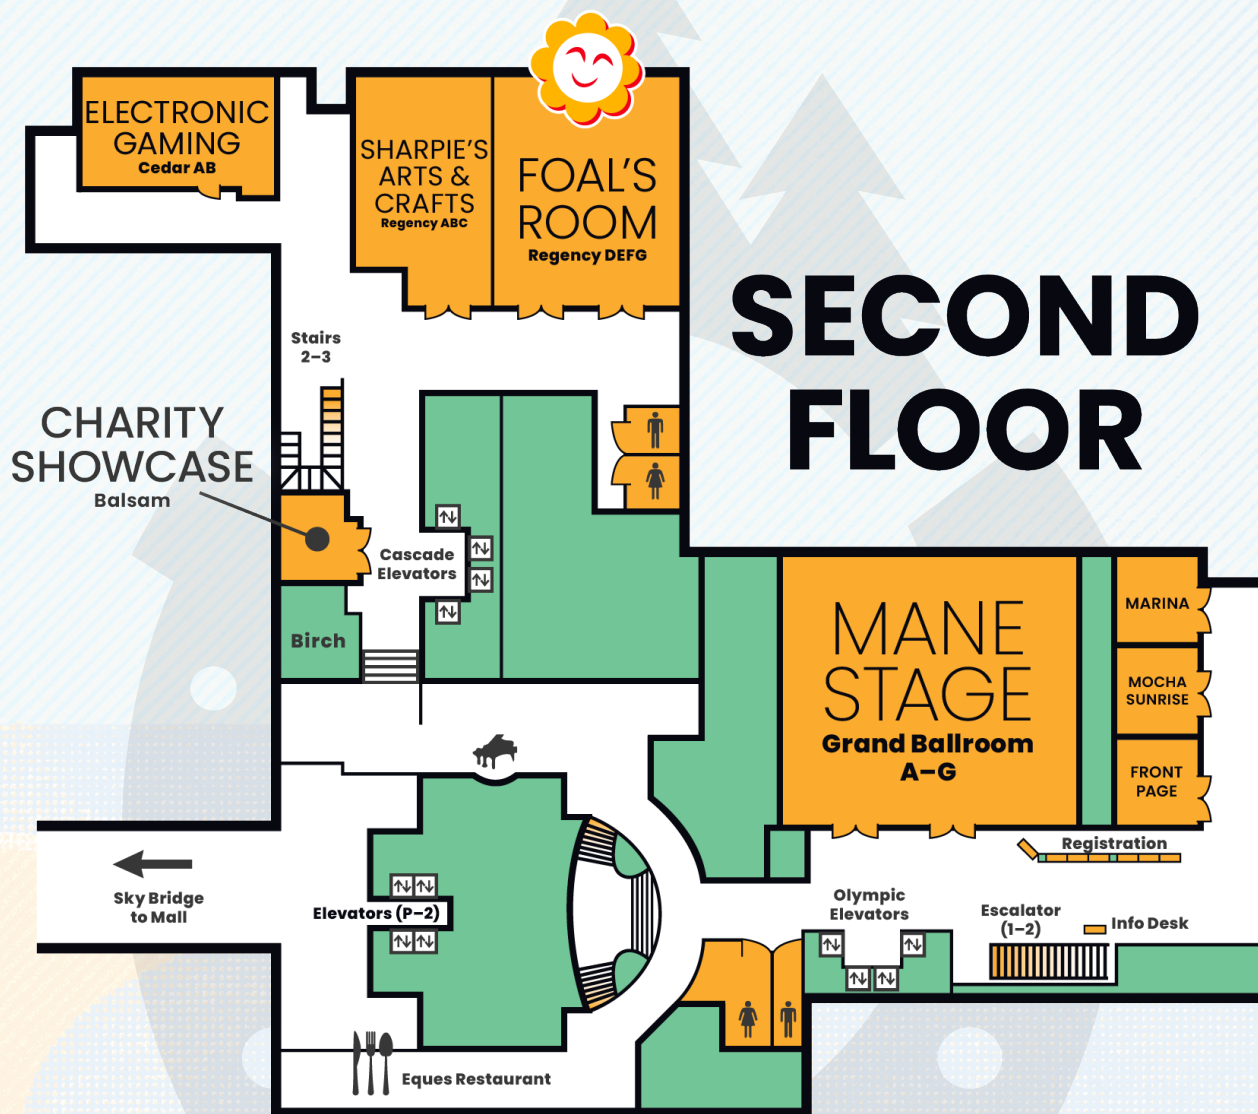 ELECTRONIC
GAMING
Cedar AB
SHARPIE'S
ARTS &
CRAFTS
Regency ABC
FOAL'S
ROOM
Regency DEFG
SECOND
FLOOR
Stairs
2–3
CHARITY
SHOWCASE
Balsam
Cascade
Elevators
Birch
MANE
STAGE
Grand Ballroom
A–G
MARINA
MOCHA
SUNRISE
FRONT
PAGE
Registration
Sky Bridge
to Mall
Elevators (P–2)
Olympic
Elevators
Escalator
(1–2)
Info Desk
Eques Restaurant